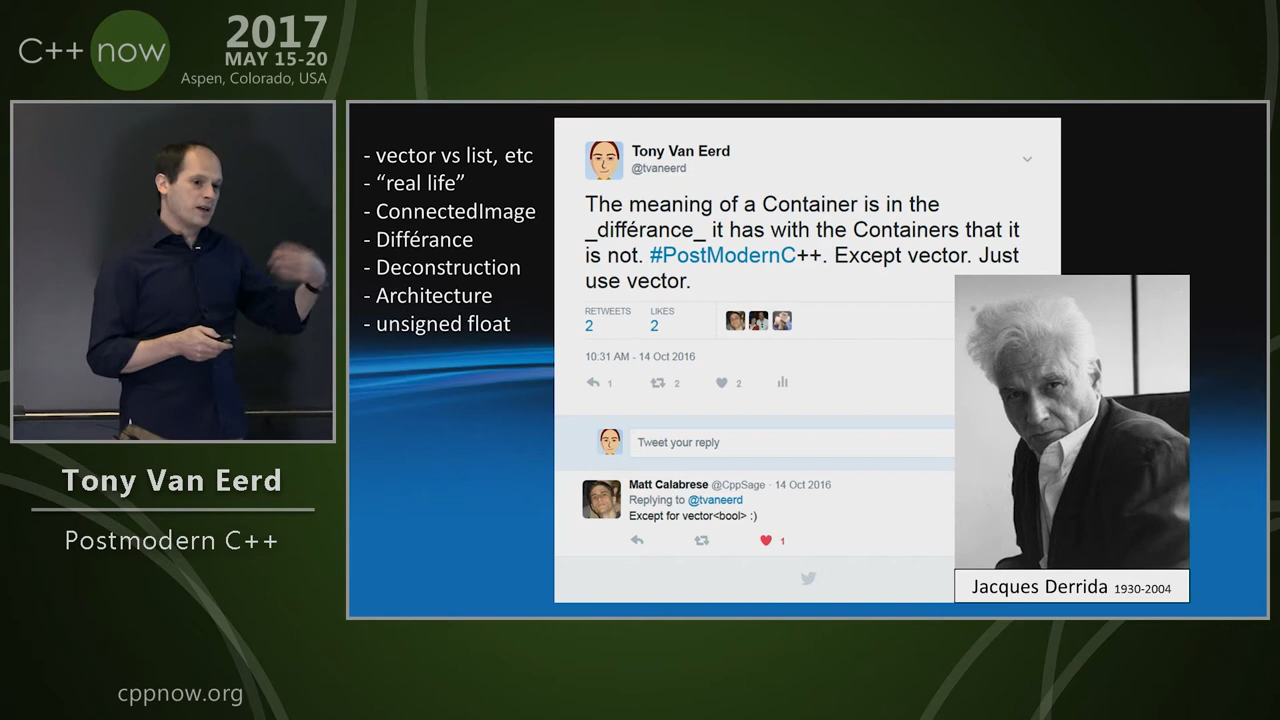 C++ now
2017
MAY 15-20
Aspen, Colorado, USA
- vector vs list, etc
- “real life”
- ConnectedImage
- Différance
- Deconstruction
- Architecture
- unsigned float
Tony Van Eerd
@tvaneerd
The meaning of a Container is in the
_différance_ it has with the Containers that it
is not. #PostModernC++. Except vector. Just
use vector.
RETWEETS LIKES
2 2
10:31 AM - 14 Oct 2016
1 2 2
Tweet your reply
Matt Calabrese @CppSage · 14 Oct 2016
Replying to @tvaneerd
Except for vector<bool> :)
1
Jacques Derrida 1930-2004
Tony Van Eerd
Postmodern C++
cppnow.org